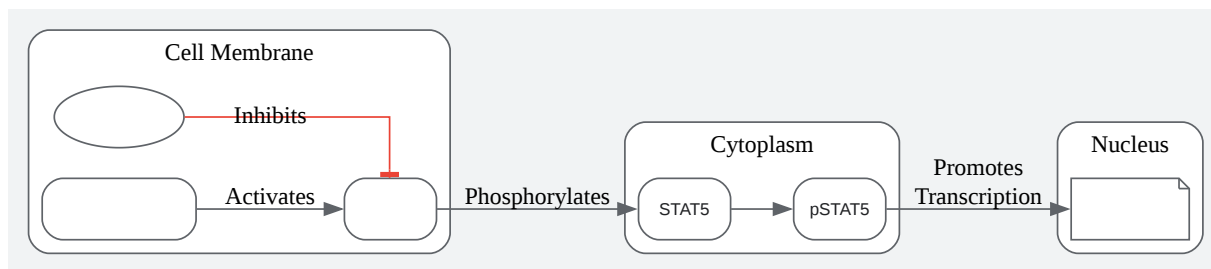 Cell Membrane
Inhibits
Activates
Phosphorylates
Cytoplasm
STAT5
pSTAT5
Promotes
Transcription
Nucleus